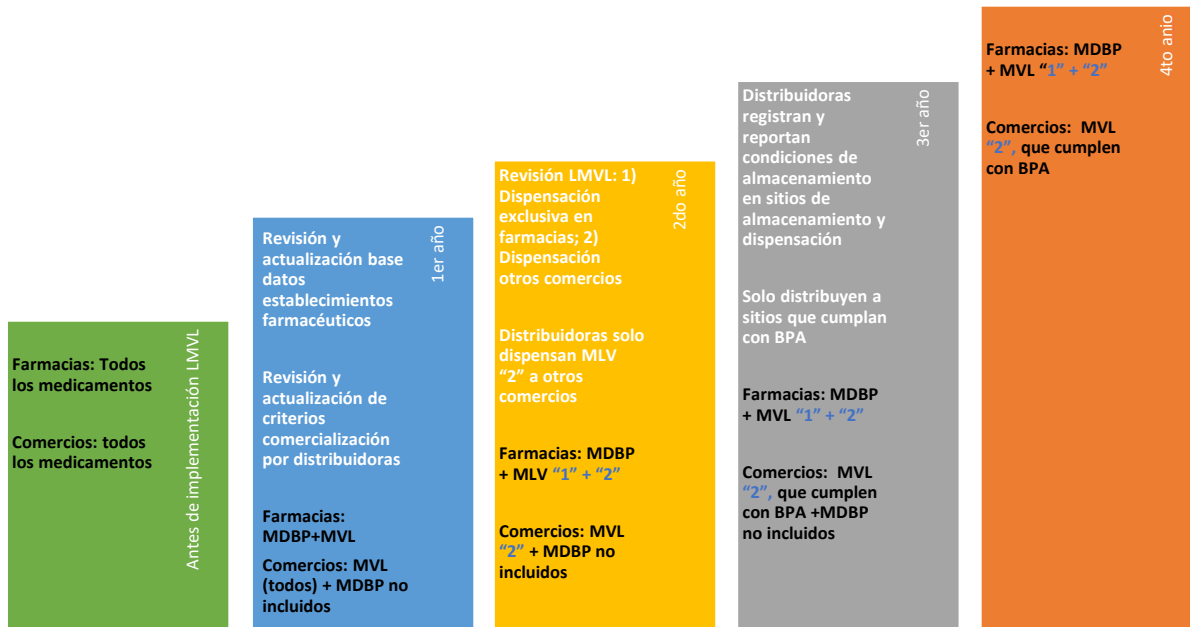 Antes de implementación LMVL
Farmacias: Todos
los medicamentos
Comercios: todos
los medicamentos
1er año
Revisión y
actualización base
datos
establecimientos
farmacéuticos
Revisión y
actualización de
criterios
comercialización
por distribuidoras
Farmacias:
MDBP+MVL
Comercios: MVL
(todos) + MDBP no
incluidos
2do año
Revisión LMVL: 1)
Dispensación
exclusiva en
farmacias; 2)
Dispensación
otros comercios
Distribuidoras solo
dispensan MLV
“2” a otros
comercios
Farmacias: MDBP
+ MLV “1” + “2”
Comercios: MVL
“2” + MDBP no
incluidos
3er año
Distribuidoras
registran y
reportan
condiciones de
almacenamiento
en sitios de
almacenamiento y
dispensación
Solo distribuyen a
sitios que cumplan
con BPA
Farmacias: MDBP
+ MVL “1” + “2”
Comercios: MVL
“2”, que cumplen
con BPA +MDBP
no incluidos
4to anio
Farmacias: MDBP
+ MVL “1” + “2”
Comercios: MVL
“2”, que cumplen
con BPA